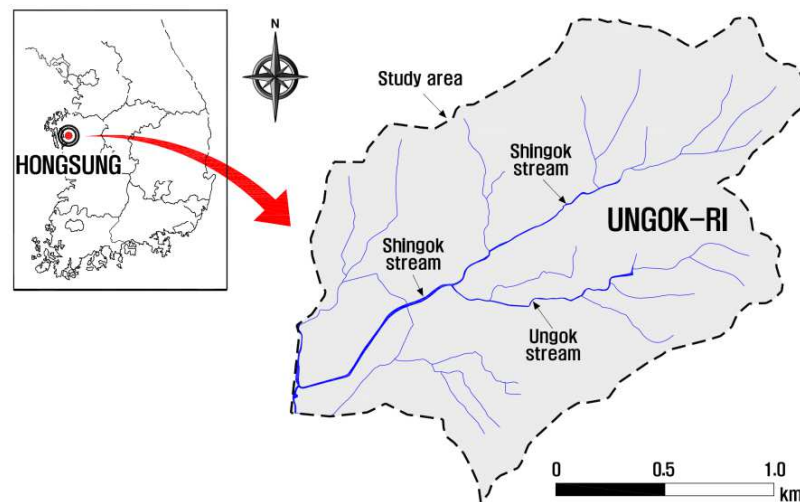 N
Study area
HONGSUNG
Shingok
stream
UNGOK-RI
Shingok
stream
Ungok
stream
0 0.5 1.0
km